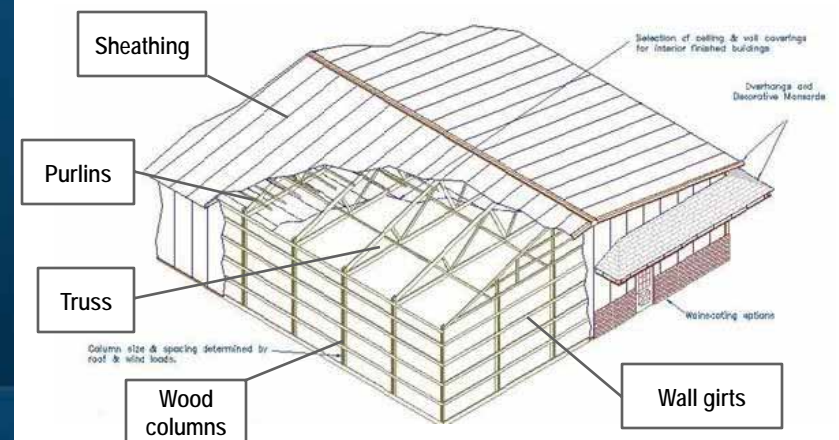 Sheathing
Selection of ceiling & wall coverings
for interior finished buildings
Overhangs and
Decorative Mansards
Purlins
Truss
Wainscoting options
Column size & spacing determined by
roof & wind loads.
Wood
columns
Wall girts